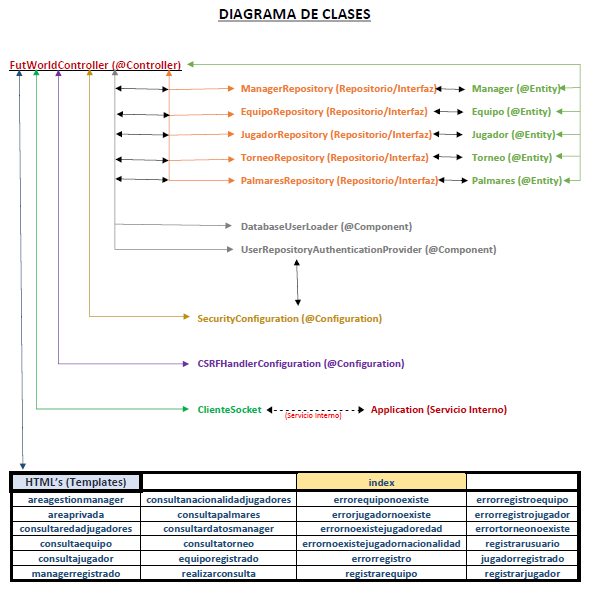 DIAGRAMA DE CLASES
FutWorldController (@Controller)
ManagerRepository (Repositorio/Interfaz) Manager (@Entity)
EquipoRepository (Repositorio/Interfaz) Equipo (@Entity)
JugadorRepository (Repositorio/Interfaz) Jugador (@Entity)
TorneoRepository (Repositorio/Interfaz) Torneo (@Entity)
PalmaresRepository (Repositorio/Interfaz) Palmares (@Entity)
DatabaseUserLoader (@Component)
UserRepositoryAuthenticationProvider (@Component)
SecurityConfiguration (@Configuration)
CSRFHandlerConfiguration (@Configuration)
ClienteSocket (Servicio Interno) Application (Servicio Interno)
HTML's (Templates) index
areagestionmanager consultanacionalidadjugadores errorequiponoexiste errorregistroequipo
areaprivada consultapalmares errorjugadornoexiste errorregistrojugador
consultaredadjugadores consultardatosmanager errornoexistejugadoredad errortorneonoexiste
consultaequipo consultatorneo errornoexistejugadornacionalidad registrarusuario
consultajugador equiporegistrado errorregistro jugadorregistrado
managerregistrado realizarconsulta registrarequipo registrarjugador